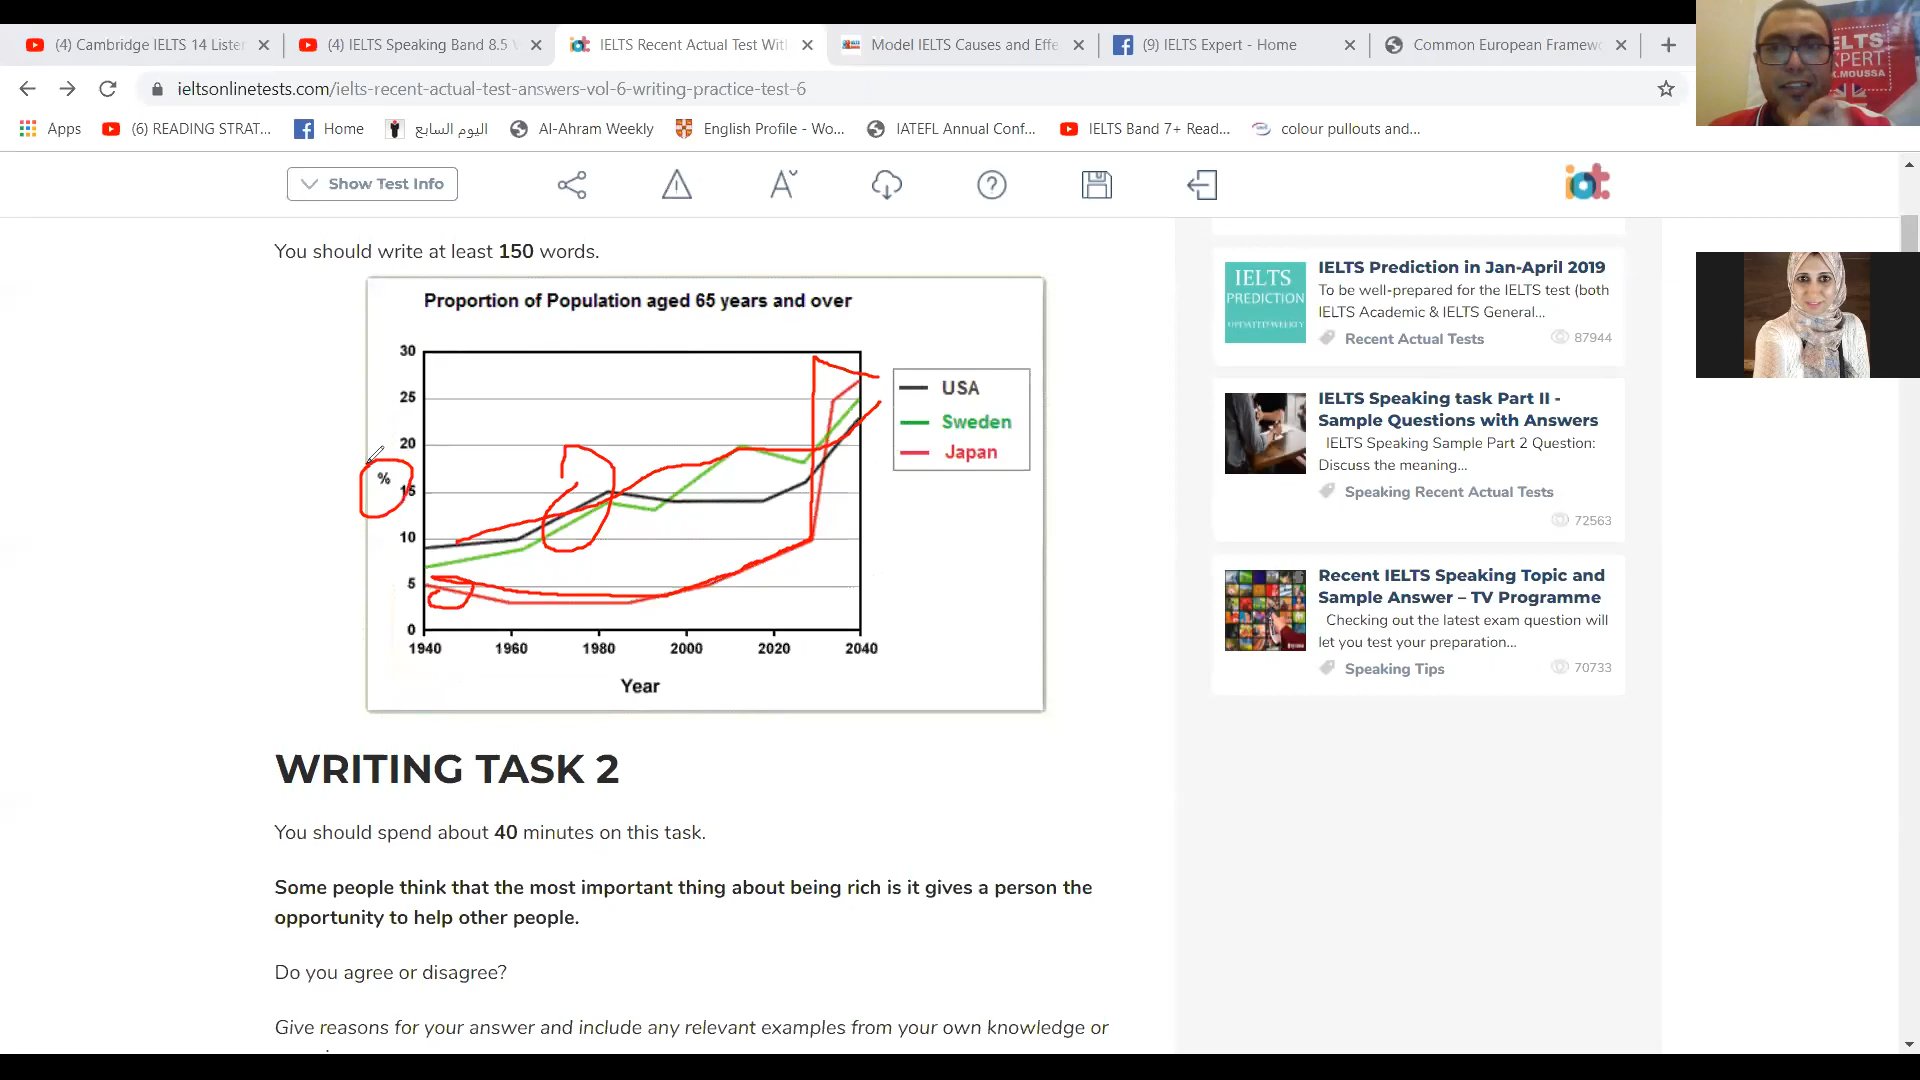 (4) Cambridge IELTS 14 Lister
(4) IELTS Speaking Band 8.5
IELTS Recent Actual Test Wit
Model IELTS Causes and Effe
(9) IELTS Expert - Home
Common European Framew
ieltsonlinetests.com/ielts-recent-actual-test-answers-vol-6-writing-practice-test-6
Apps
(6) READING STRAT...
Home
اليوم السابع
Al-Ahram Weekly
English Profile - Wo...
IATEFL Annual Conf...
IELTS Band 7+ Read...
colour pullouts and...
Show Test Info
iot
You should write at least 150 words.
Proportion of Population aged 65 years and over
30
25
20
%
15
10
5
0
1940 1960 1980 2000 2020 2040
Year
USA
Sweden
Japan
WRITING TASK 2
You should spend about 40 minutes on this task.
Some people think that the most important thing about being rich is it gives a person the
opportunity to help other people.
Do you agree or disagree?
Give reasons for your answer and include any relevant examples from your own knowledge or
IELTS
PREDICTION
UPDATED WEEKLY
IELTS Prediction in Jan-April 2019
To be well-prepared for the IELTS test (both
IELTS Academic & IELTS General...
Recent Actual Tests
87944
IELTS Speaking task Part II -
Sample Questions with Answers
IELTS Speaking Sample Part 2 Question:
Discuss the meaning...
Speaking Recent Actual Tests
72563
Recent IELTS Speaking Topic and
Sample Answer – TV Programme
Checking out the latest exam question will
let you test your preparation...
Speaking Tips
70733